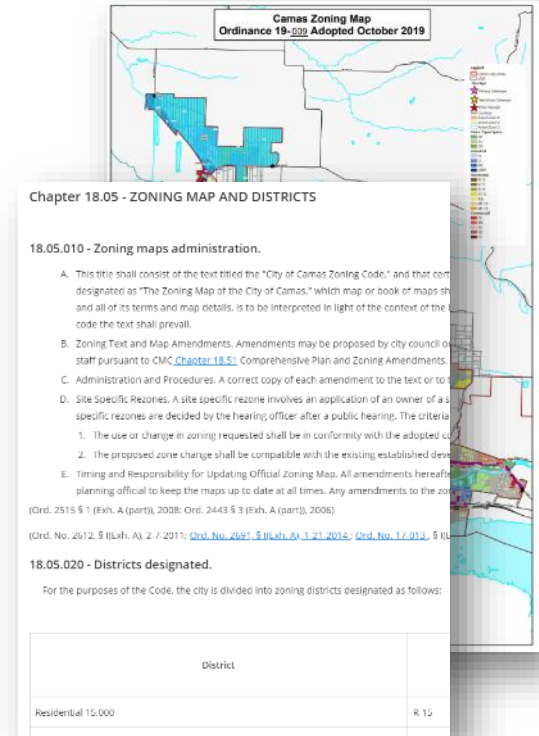 Camas Zoning Map
Ordinance 19-009 Adopted October 2019
Legend
Chapter 18.05 - ZONING MAP AND DISTRICTS
18.05.010 - Zoning maps administration.
A. This title shall consist of the text titled the "City of Camas Zoning Code," and that cert
designated as "The Zoning Map of the City of Camas," which map or book of maps sh
and all of its terms and map details, is to be interpreted in light of the context of the
code the text shall prevail.
B. Zoning Text and Map Amendments. Amendments may be proposed by city council or
staff pursuant to CMC Chapter 18.51 Comprehensive Plan and Zoning Amendments.
C. Administration and Procedures. A correct copy of each amendment to the text or to
D. Site Specific Rezones. A site specific rezone involves an application of an owner of a s
specific rezones are decided by the hearing officer after a public hearing. The criteria
1. The use or change in zoning requested shall be in conformity with the adopted
2. The proposed zone change shall be compatible with the existing established deve
E. Timing and Responsibility for Updating Official Zoning Map. All amendments hereafte
planning official to keep the maps up to date at all times. Any amendments to the zon
(Ord. 2515 § 1 (Exh. A (part)), 2008: Ord. 2443 § 3 (Exh. A (part)), 2006)
(Ord. No. 2612, § I(Exh. A), 2-7-2011; Ord. No. 2691, § I(Exh. A), 1-21-2014; Ord. No. 17-013, §
18.05.020 - Districts designated.
For the purposes of the Code, the city is divided into zoning districts designated as follows:
District
Residential 15,000
R 15